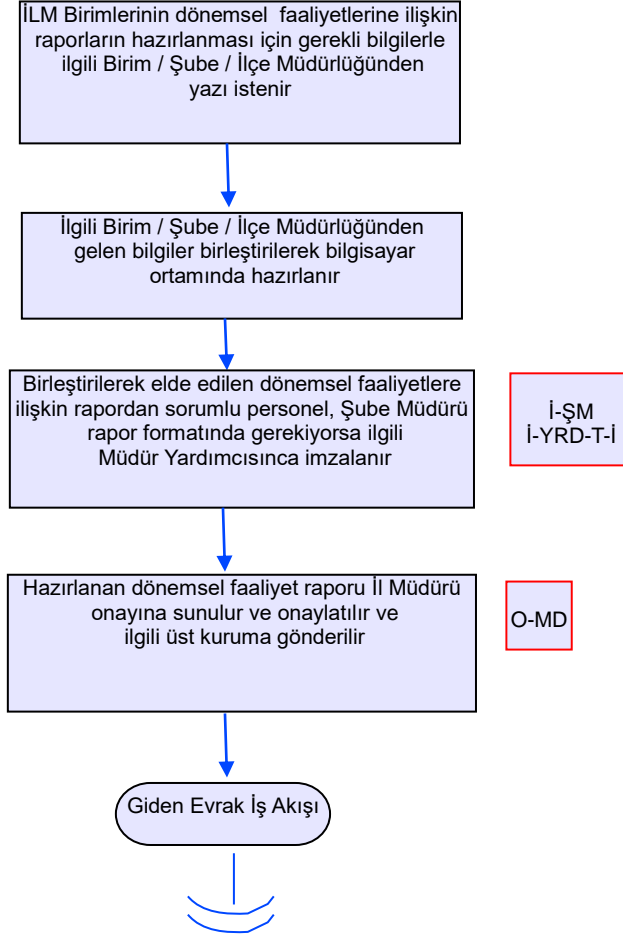 İLM Birimlerinin dönemsel  faaliyetlerine ilişkin
raporların hazırlanması için gerekli bilgilerle
ilgili Birim / Şube / İlçe Müdürlüğünden
yazı istenir
İlgili Birim / Şube / İlçe Müdürlüğünden
gelen bilgiler birleştirilerek bilgisayar
ortamında hazırlanır
Birleştirilerek elde edilen dönemsel faaliyetlere
ilişkin rapordan sorumlu personel, Şube Müdürü
rapor formatında gerekiyorsa ilgili
Müdür Yardımcısınca imzalanır
İ-ŞM
İ-YRD-T-İ
Hazırlanan dönemsel faaliyet raporu İl Müdürü
onayına sunulur ve onaylatılır ve
ilgili üst kuruma gönderilir
O-MD
Giden Evrak İş Akışı